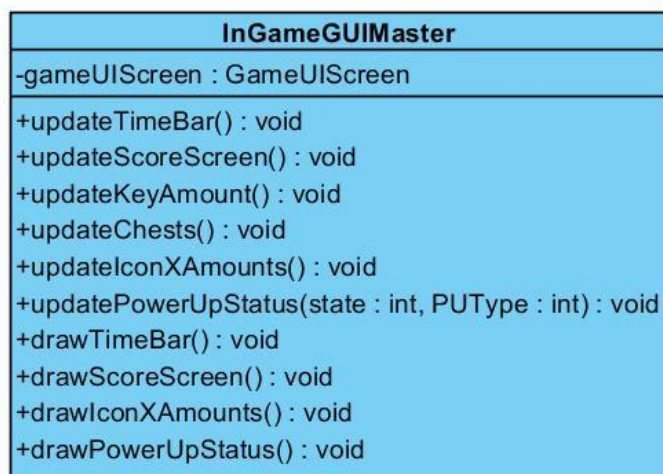 InGameGUIMaster
-gameUIScreen : GameUIScreen
+updateTimeBar() : void
+updateScoreScreen() : void
+updateKeyAmount() : void
+updateChests() : void
+updateIconXAmounts() : void
+updatePowerUpStatus(state : int, PUType : int) : void
+drawTimeBar() : void
+drawScoreScreen() : void
+drawIconXAmounts() : void
+drawPowerUpStatus() : void